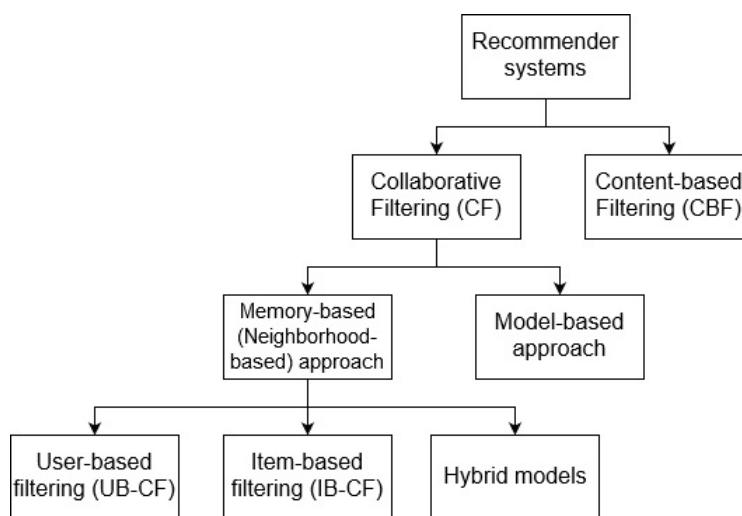 Recommender
systems
Collaborative
Filtering (CF)
Content-based
Filtering (CBF)
Memory-based
(Neighborhood-
based) approach
Model-based
approach
User-based
filtering (UB-CF)
Item-based
filtering (IB-CF)
Hybrid models